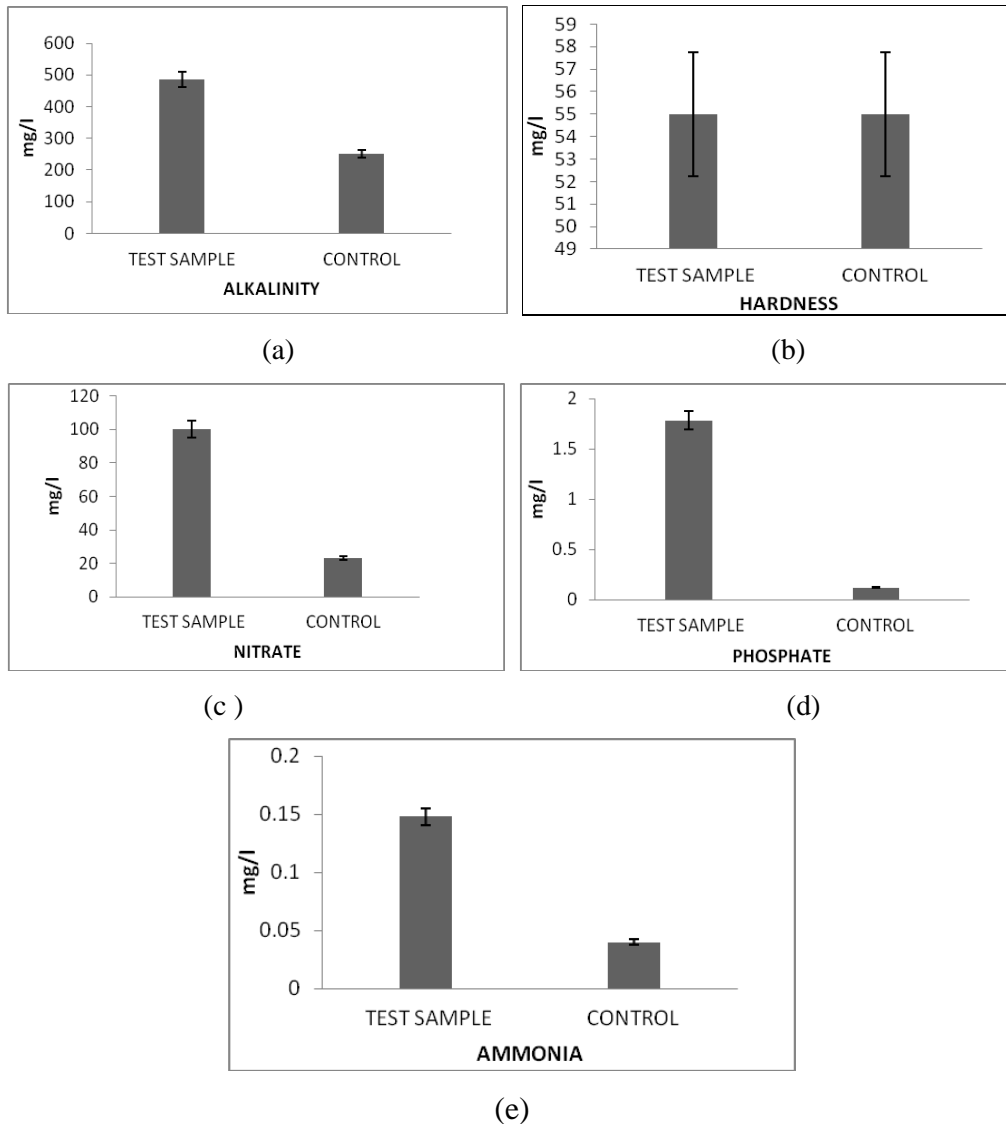 600
500
400
300
200
100
0
mg/l
TEST SAMPLE CONTROL
ALKALINITY
(a)
59
58
57
56
55
54
53
52
51
50
49
mg/l
TEST SAMPLE CONTROL
HARDNESS
(b)
120
100
80
60
40
20
0
mg/l
TEST SAMPLE CONTROL
NITRATE
(c )
2
1.5
1
0.5
0
mg/l
TEST SAMPLE CONTROL
PHOSPHATE
(d)
0.2
0.15
0.1
0.05
0
mg/l
TEST SAMPLE CONTROL
AMMONIA
(e)